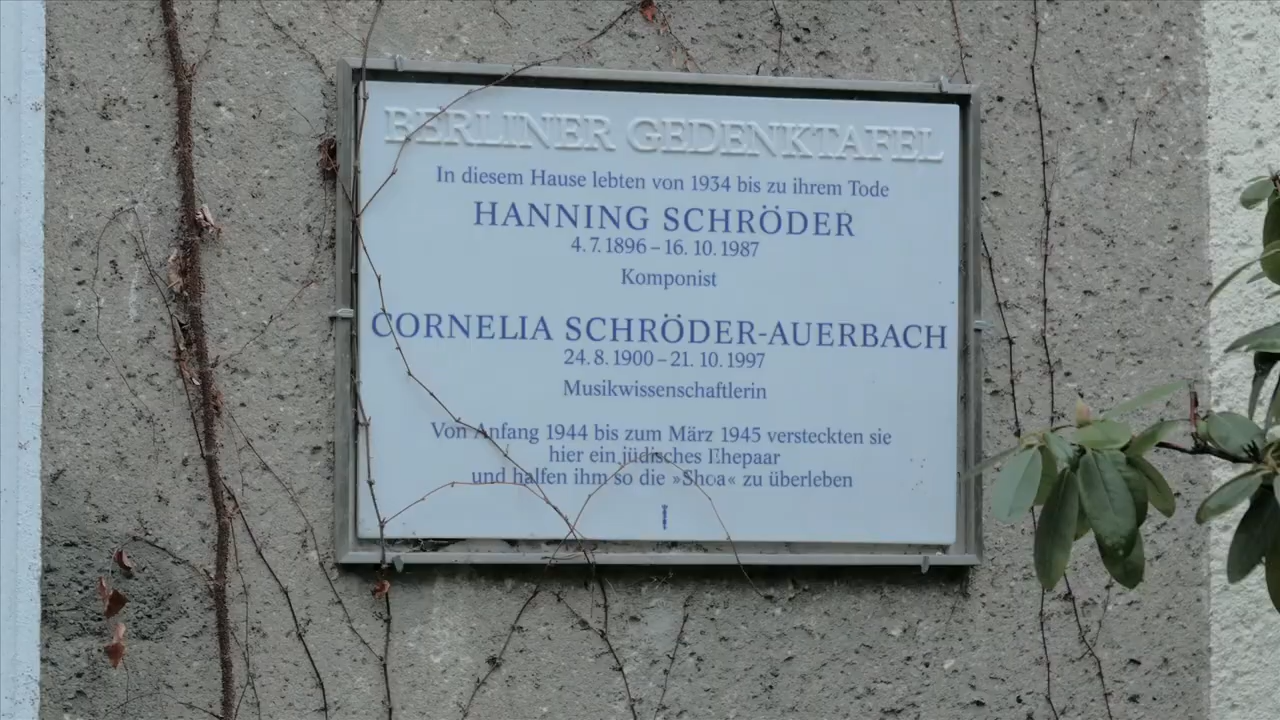 BERLINER GEDENKTAFEL
In diesem Hause lebten von 1934 bis zu ihrem Tode
HANNING SCHRÖDER
4.7.1896 – 16.10.1987
Komponist
CORNELIA SCHRÖDER-AUERBACH
24.8.1900 – 21.10.1997
Musikwissenschaftlerin
Von Anfang 1944 bis zum März 1945 versteckten sie
hier ein jüdisches Ehepaar
und halfen ihm so die »Shoa« zu überleben